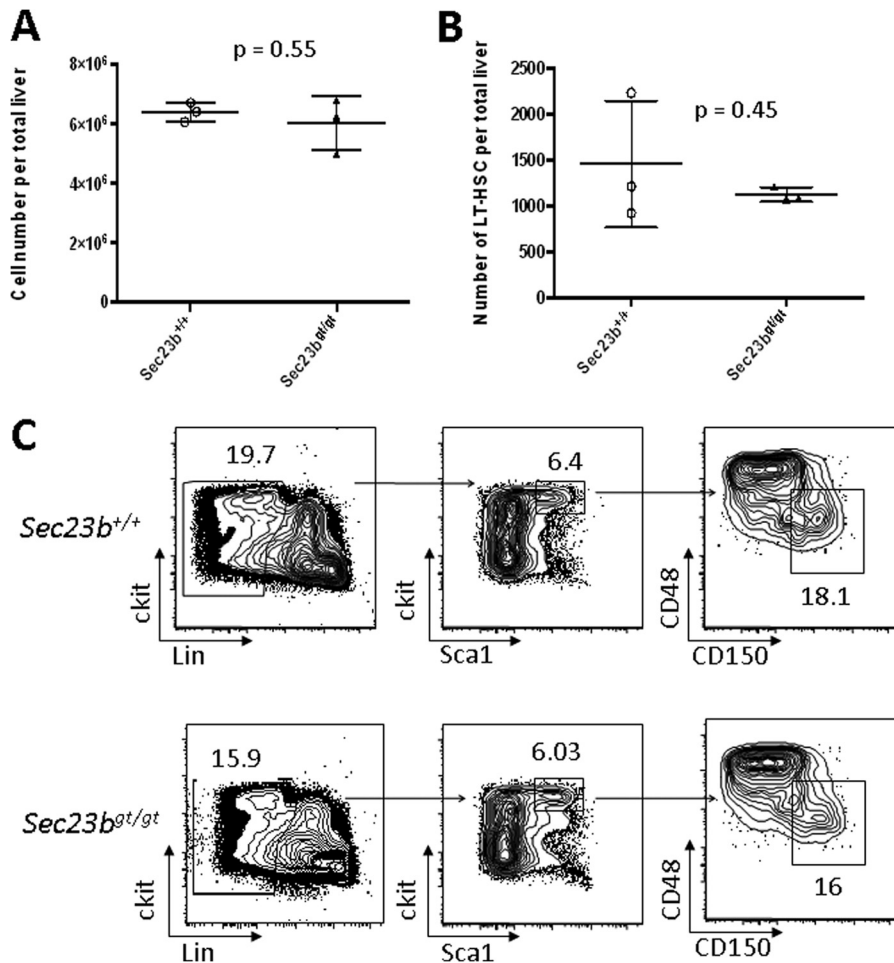 A
p = 0.55
Cell number per total liver
8×10⁶
6×10⁶
4×10⁶
2×10⁶
0
Sec23b⁺/⁺
Sec23bᵍᵗ/ᵍᵗ
B
p = 0.45
Number of LT-HSC per total liver
2500
2000
1500
1000
500
0
Sec23b⁺/⁺
Sec23bᵍᵗ/ᵍᵗ
C
Sec23b⁺/⁺
19.7
ckit
Lin
6.4
ckit
Sca1
18.1
CD48
CD150
Sec23bᵍᵗ/ᵍᵗ
15.9
ckit
Lin
6.03
ckit
Sca1
16
CD48
CD150